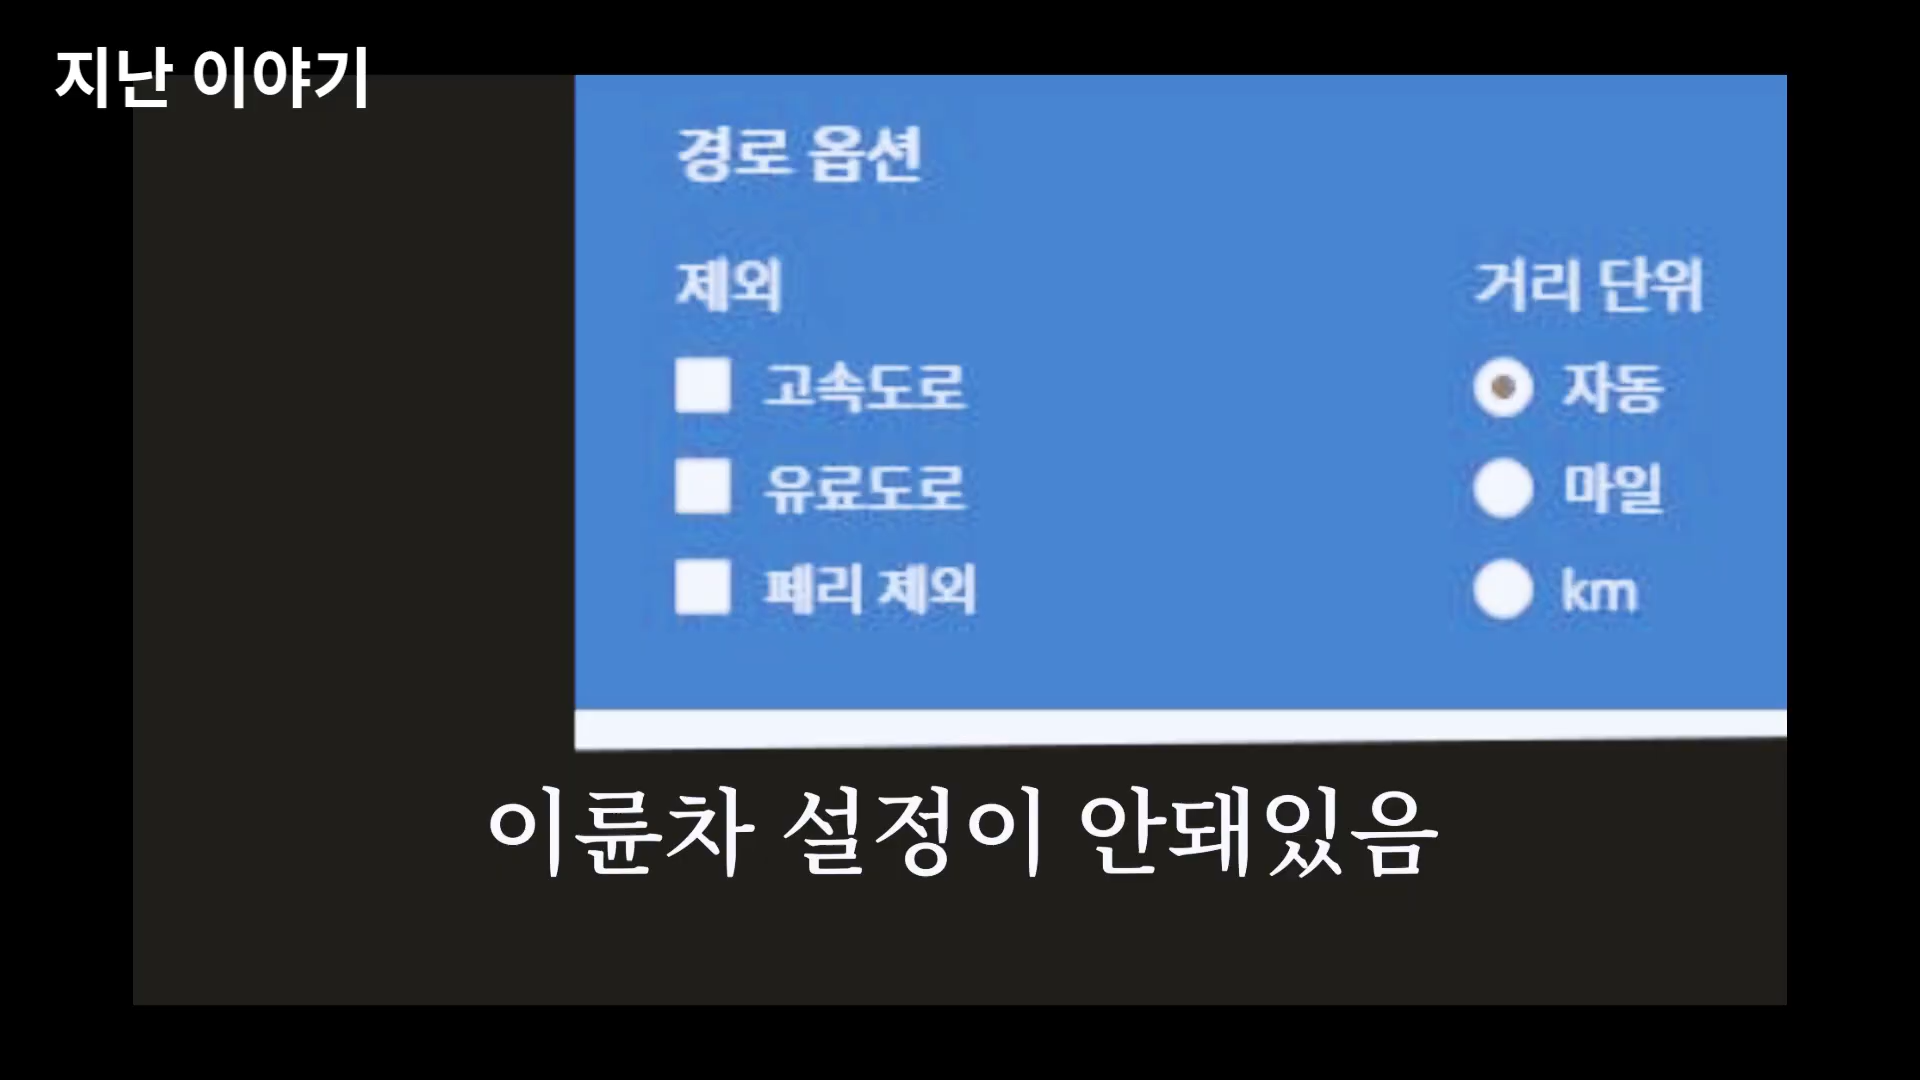 지난 이야기
경로 옵션
제외
거리 단위
고속도로
자동
유료도로
마일
페리 제외
km
이륜차 설정이 안돼있음